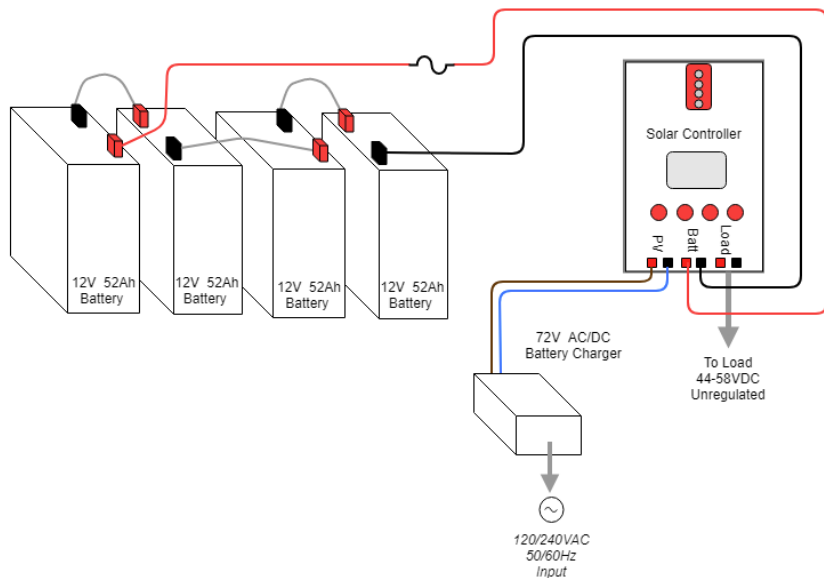 Solar Controller
PV
Batt
Load
12V 52Ah
Battery
12V 52Ah
Battery
12V 52Ah
Battery
12V 52Ah
Battery
72V AC/DC
Battery Charger
To Load
44-58VDC
Unregulated
120/240VAC
50/60Hz
Input